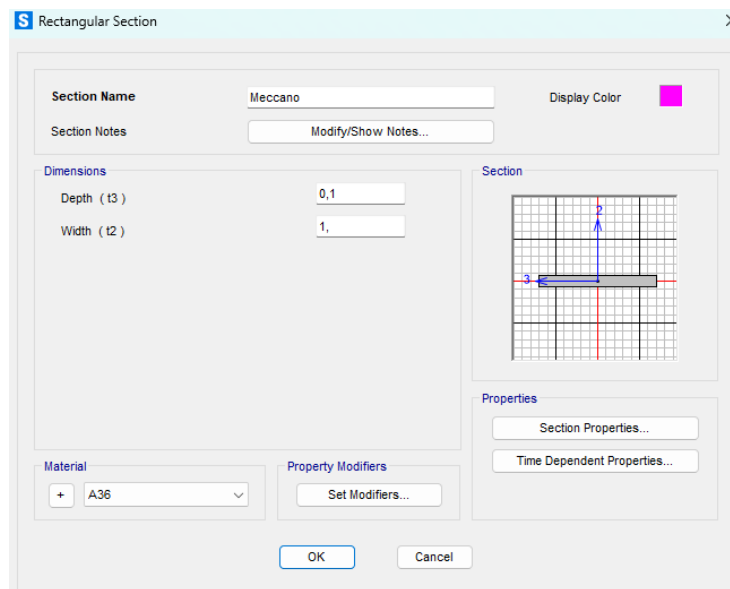 S Rectangular Section
Section Name Meccano Display Color
Section Notes Modify/Show Notes...
Dimensions
Depth ( t3 ) 0,1
Width ( t2 ) 1,
Section
2
3
Properties
Section Properties...
Time Dependent Properties...
Material
+ A36
Property Modifiers
Set Modifiers...
OK Cancel